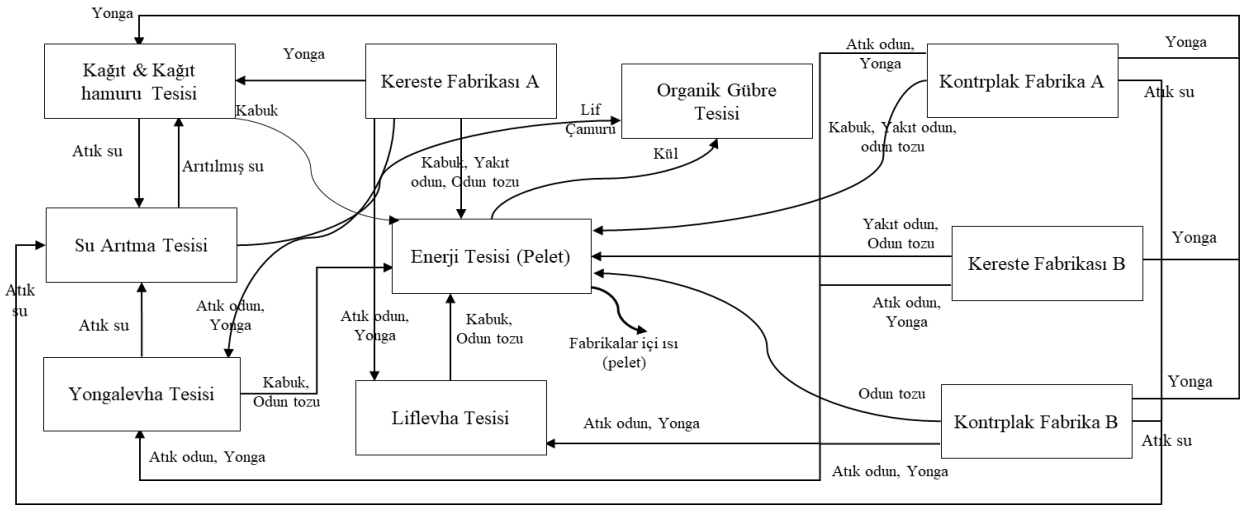 Yonga
Kağıt & Kağıt
hamuru Tesisi
Yonga
Kereste Fabrikası A
Organik Gübre
Tesisi
Atık odun,
Yonga
Kontrplak Fabrika A
Yonga
Atık su
Kabuk
Lif
Çamuru
Kabuk, Yakıt odun,
odun tozu
Atık su
Arıtılmış su
Kabuk, Yakıt
odun, Odun tozu
Kül
Su Arıtma Tesisi
Enerji Tesisi (Pelet)
Yakıt odun,
Odun tozu
Kereste Fabrikası B
Yonga
Atık
su
Atık su
Atık odun,
Yonga
Atık odun,
Yonga
Kabuk,
Odun tozu
Fabrikalar içi ısı
(pelet)
Atık odun,
Yonga
Yongalevha Tesisi
Kabuk,
Odun tozu
Liflevha Tesisi
Odun tozu
Kontrplak Fabrika B
Yonga
Atık su
Atık odun, Yonga
Atık odun, Yonga
Atık odun, Yonga